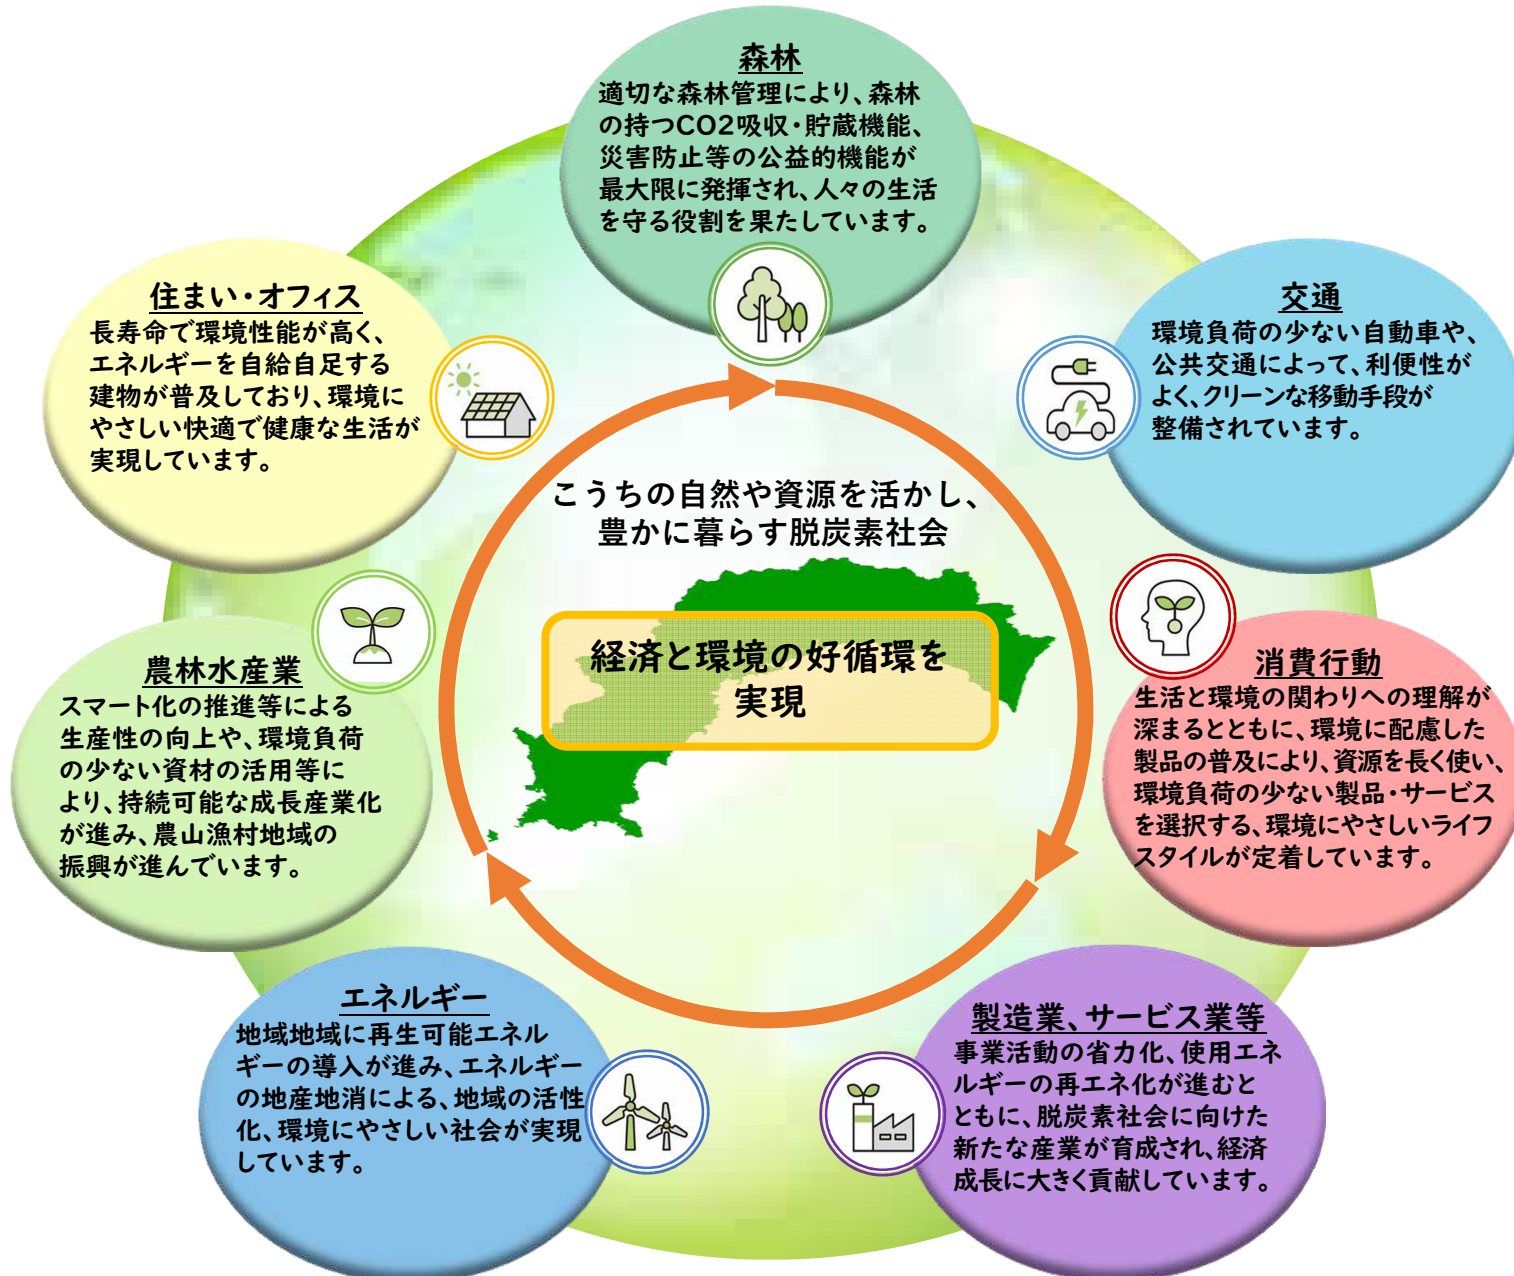 森林
適切な森林管理により、森林
の持つCO2吸収・貯蔵機能、
災害防止等の公益的機能が
最大限に発揮され、人々の生活
を守る役割を果たしています。
住まい・オフィス
長寿命で環境性能が高く、
エネルギーを自給自足する
建物が普及しており、環境に
やさしい快適で健康な生活が
実現しています。
交通
環境負荷の少ない自動車や、
公共交通によって、利便性が
よく、クリーンな移動手段が
整備されています。
こうちの自然や資源を活かし、
豊かに暮らす脱炭素社会
経済と環境の好循環を
実現
農林水産業
スマート化の推進等による
生産性の向上や、環境負荷
の少ない資材の活用等に
より、持続可能な成長産業化
が進み、農山漁村地域の
振興が進んでいます。
消費行動
生活と環境の関わりへの理解が
深まるとともに、環境に配慮した
製品の普及により、資源を長く使い、
環境負荷の少ない製品・サービス
を選択する、環境にやさしいライフ
スタイルが定着しています。
エネルギー
地域地域に再生可能エネル
ギーの導入が進み、エネルギー
の地産地消による、地域の活性
化、環境にやさしい社会が実現
しています。
製造業、サービス業等
事業活動の省力化、使用エネ
ルギーの再エネ化が進むと
ともに、脱炭素社会に向けた
新たな産業が育成され、経済
成長に大きく貢献しています。